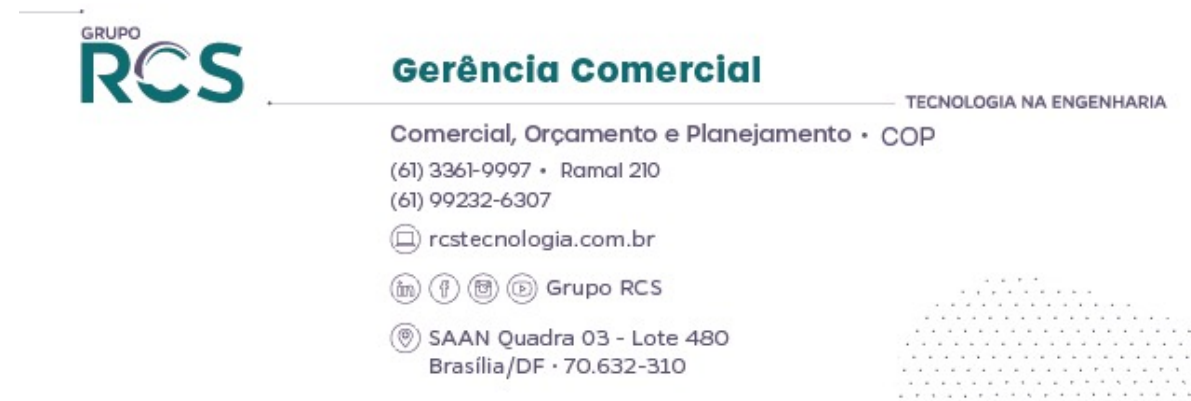 GRUPO
RCS
Gerência Comercial
TECNOLOGIA NA ENGENHARIA
Comercial, Orçamento e Planejamento • COP
(61) 3361-9997 • Ramal 210
(61) 99232-6307
rcstecnologia.com.br
in f Grupo RCS
SAAN Quadra 03 - Lote 480
Brasília/DF · 70.632-310